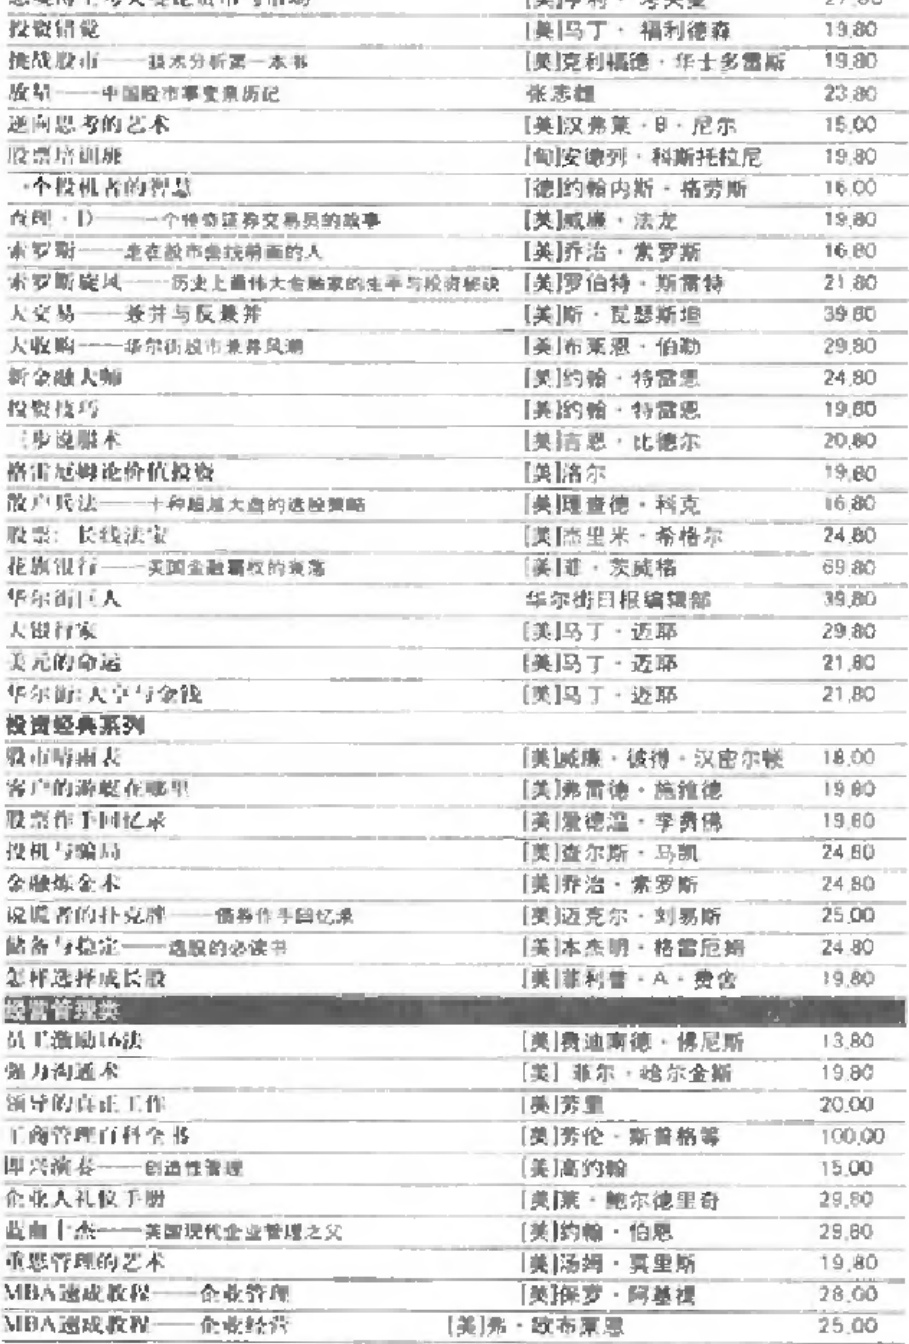 投资错觉 [美]马丁·福利德森 19.80
挑战股市——技术分析第一本书 [美]克利福德·华士多雷斯 19.80
放量——中国股市事变亲历记 张志雄 23.80
逆向思考的艺术 [美]汉弗莱·B·尼尔 15.00
股票培训班 [匈]安德列·科斯托拉尼 19.80
一个投机者的智慧 [德]约翰内斯·格劳斯 16.00
查理·D——一个传奇证券交易员的故事 [美]威廉·法龙 19.80
索罗斯——走在股市曲线前面的人 [美]乔治·索罗斯 16.80
索罗斯旋风——历史上最伟大金融家的生平与投资秘诀 [美]罗伯特·斯雷特 21.80
大交易——兼并与反兼并 [美]斯·瓦瑟斯坦 39.80
大收购——华尔街股市兼并风潮 [美]布莱恩·伯勒 29.80
新金融大师 [美]约翰·特雷恩 24.80
投资技巧 [美]约翰·特雷恩 19.80
三步说服术 [美]吉恩·比德尔 20.80
格雷厄姆论价值投资 [美]洛尔 19.80
散户兵法——十种超越大盘的选股策略 [美]理查德·科克 16.80
股票:长线法宝 [美]杰里米·希格尔 24.80
花旗银行——美国金融霸权的衰落 [美]菲·茨威格 69.80
华尔街巨人 华尔街日报编辑部 39.80
大银行家 [美]马丁·迈耶 29.80
美元的命运 [美]马丁·迈耶 21.80
华尔街:天空与金钱 [美]马丁·迈耶 21.80
投资经典系列
股市晴雨表 [美]威廉·彼得·汉密尔顿 18.00
客户的游艇在哪里 [美]弗雷德·施维德 19.80
股票作手回忆录 [美]爱德温·李费佛 19.80
投机与骗局 [美]查尔斯·马凯 24.80
金融炼金术 [美]乔治·索罗斯 24.80
说谎者的扑克牌——债券作手回忆录 [美]迈克尔·刘易斯 25.00
储备与稳定——选股的必读书 [美]本杰明·格雷厄姆 24.80
怎样选择成长股 [美]菲利普·A·费舍 19.80
经营管理类
员工激励16法 [美]费迪南德·佛尼斯 13.80
强力沟通术 [美]菲尔·哈尔金斯 19.80
领导的真正工作 [美]劳里 20.00
工商管理百科全书 [美]劳伦·斯普格等 100.00
即兴演奏——创造性管理 [美]高约翰 15.00
企业人礼仪手册 [美]莱·鲍尔德里奇 29.80
蓝血十杰——美国现代企业管理之父 [美]约翰·伯恩 29.80
重思管理的艺术 [美]汤姆·莫里斯 19.80
MBA速成教程——企业管理 [美]保罗·阿基提 28.00
MBA速成教程——企业经营 [美]弗·欧布莱恩 25.00